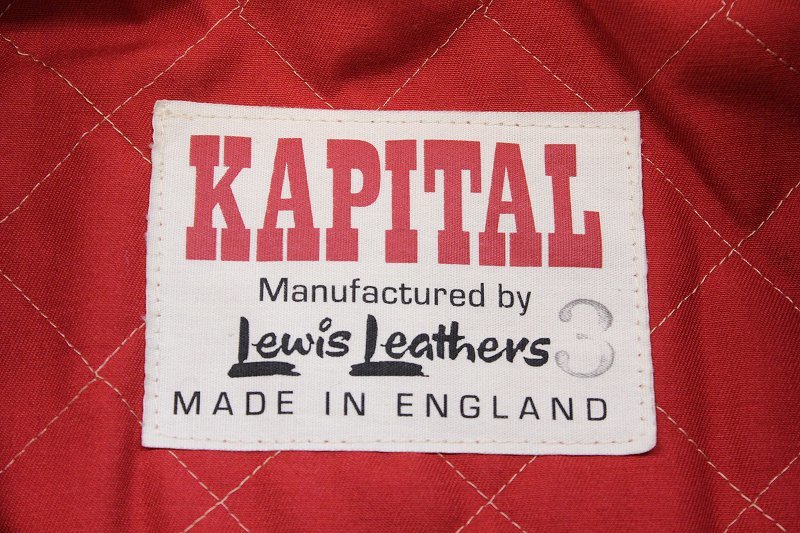 KAPITAL
Manufactured by
Lewis Leathers 3
MADE IN ENGLAND